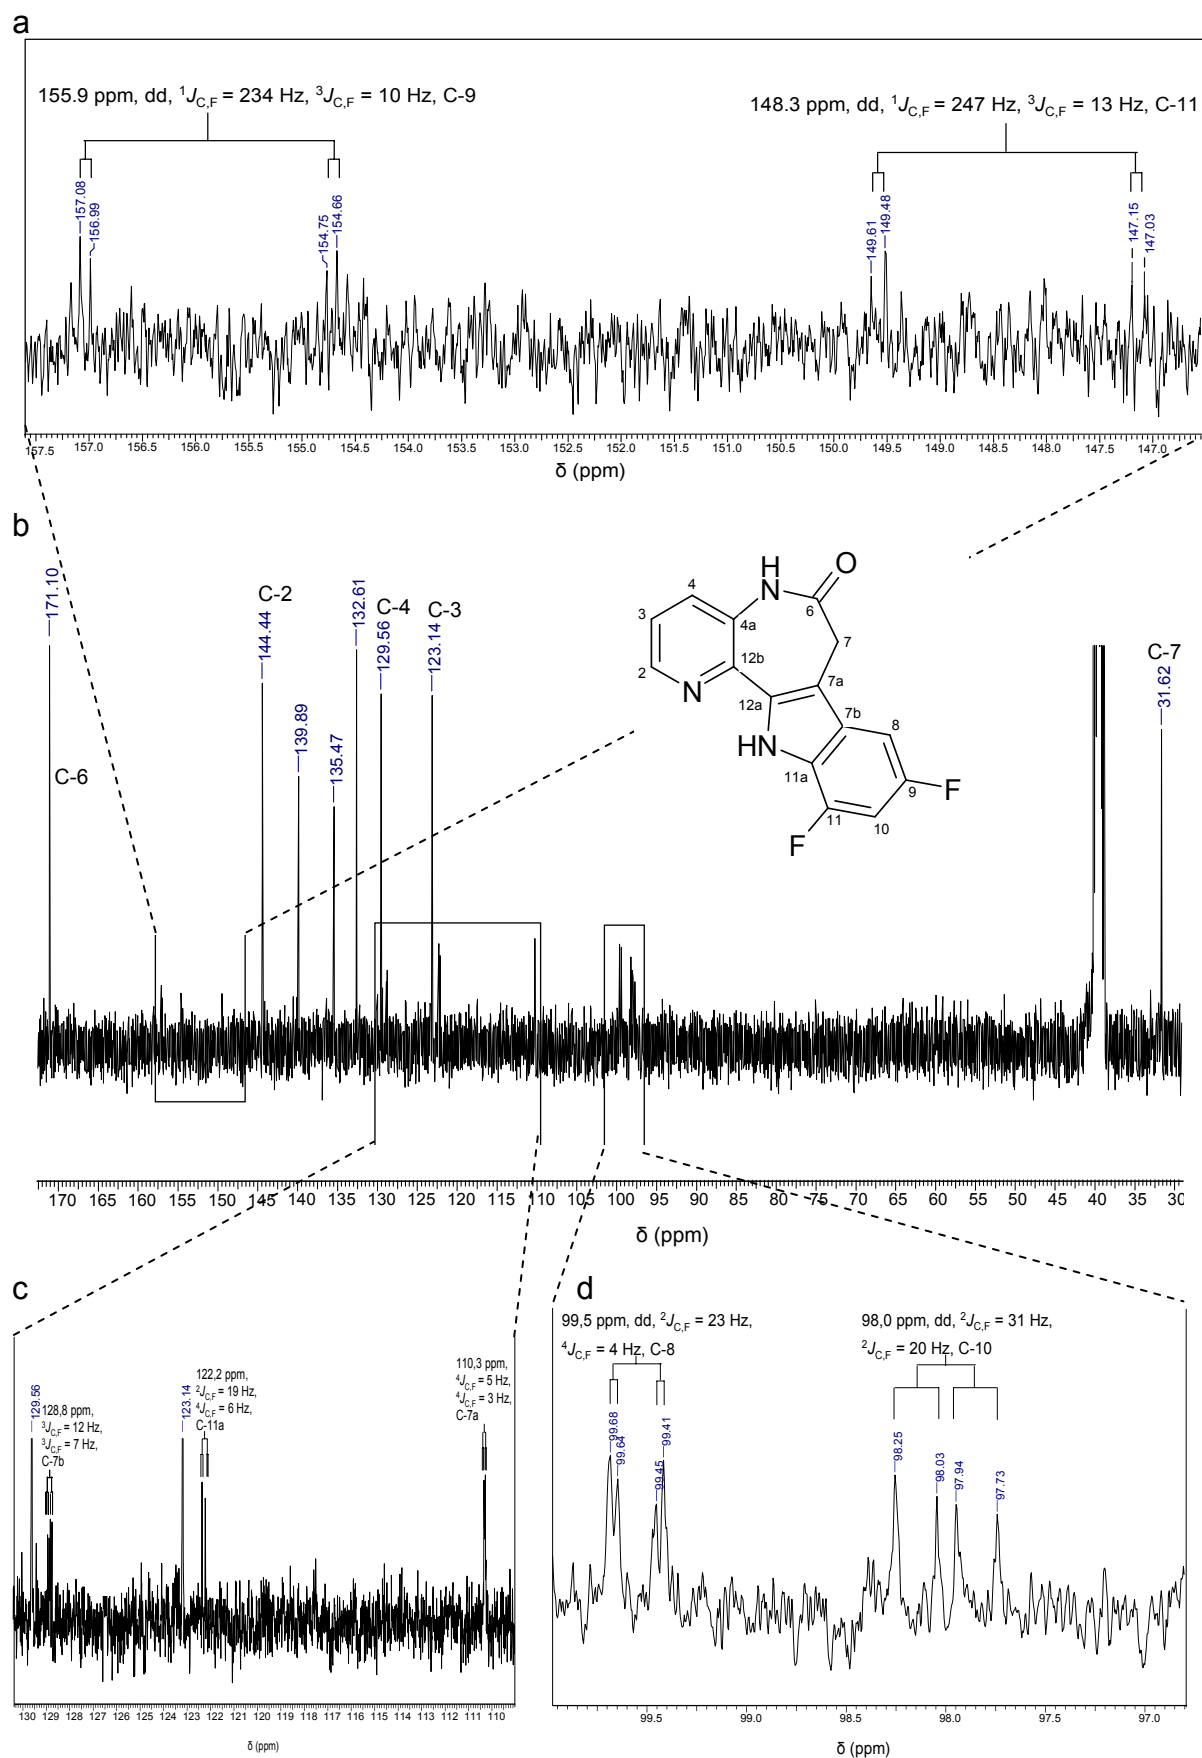 a
155.9 ppm, dd, ¹J_C,F = 234 Hz, ³J_C,F = 10 Hz, C-9
148.3 ppm, dd, ¹J_C,F = 247 Hz, ³J_C,F = 13 Hz, C-11
157.08
156.99
154.75
154.66
149.61
149.48
147.15
147.03
157.5 157.0 156.5 156.0 155.5 155.0 154.5 154.0 153.5 153.0 152.5 152.0 151.5 151.0 150.5 150.0 149.5 149.0 148.5 148.0 147.5 147.0
δ (ppm)
b
171.10
C-6
C-2
144.44
139.89
135.47
132.61
C-4
129.56
C-3
123.14
C-7
31.62
H
N
O
4
3
4a
6
7
2
12b
N
12a
7a
7b
8
HN
11a
9
F
11
10
F
170 165 160 155 150 145 140 135 130 125 120 115 110 105 100 95 90 85 80 75 70 65 60 55 50 45 40 35 30
δ (ppm)
c
129.56
128,8 ppm,
³J_C,F = 12 Hz,
³J_C,F = 7 Hz,
C-7b
123.14
122,2 ppm,
²J_C,F = 19 Hz,
⁴J_C,F = 6 Hz,
C-11a
110,3 ppm,
⁴J_C,F = 5 Hz,
⁴J_C,F = 3 Hz,
C-7a
130 129 128 127 126 125 124 123 122 121 120 119 118 117 116 115 114 113 112 111 110
δ (ppm)
d
99,5 ppm, dd, ²J_C,F = 23 Hz,
⁴J_C,F = 4 Hz, C-8
98,0 ppm, dd, ²J_C,F = 31 Hz,
²J_C,F = 20 Hz, C-10
99.68
99.64
99.45
99.41
98.25
98.03
97.94
97.73
99.5 99.0 98.5 98.0 97.5 97.0
δ (ppm)